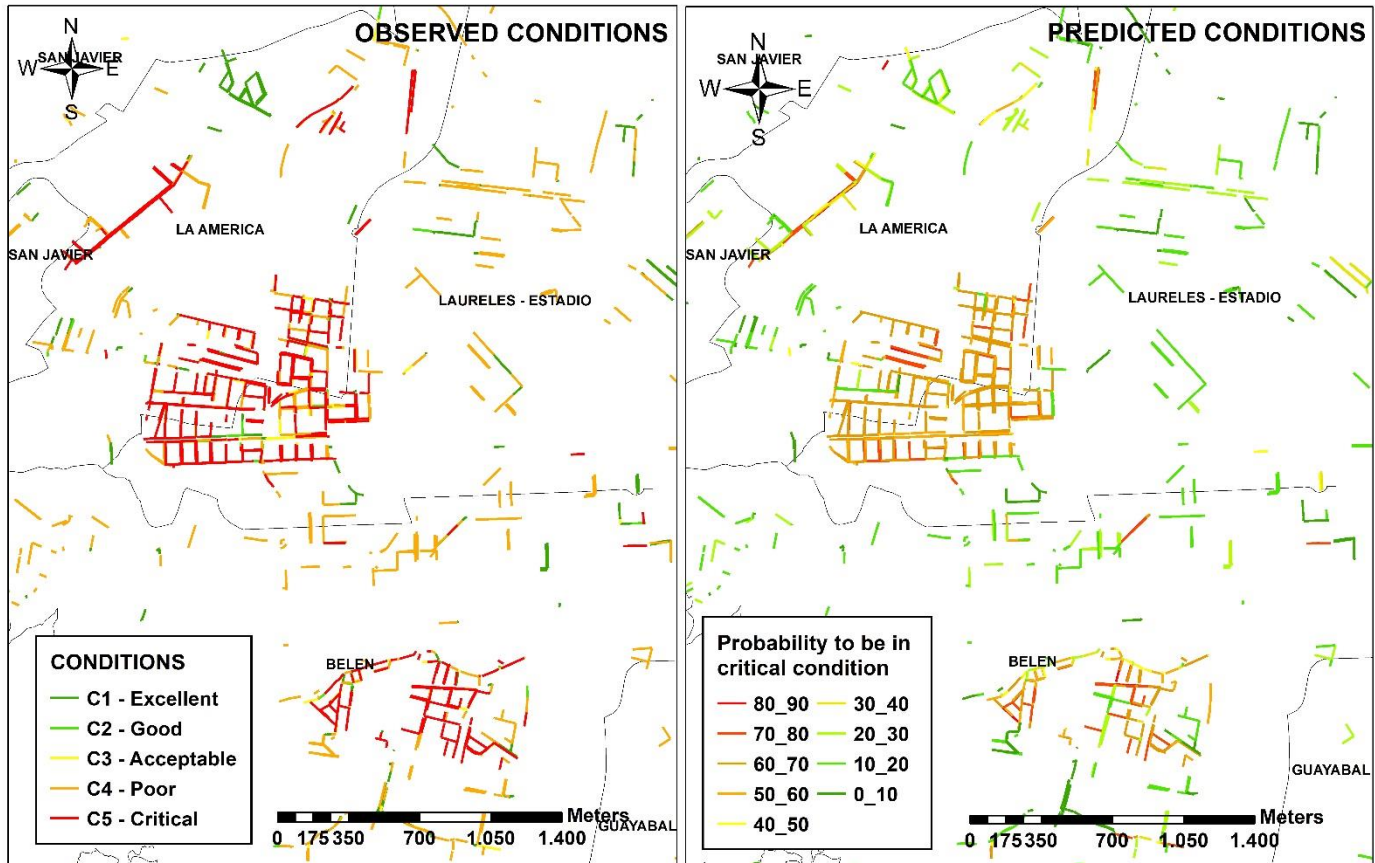 OBSERVED CONDITIONS
N
SAN JAVIER
W E
S
LA AMERICA
SAN JAVIER
LAURELES - ESTADIO
CONDITIONS
C1 - Excellent
C2 - Good
C3 - Acceptable
C4 - Poor
C5 - Critical
BELEN
Meters
0 175 350 700 1.050 1.400
GUAYABAL
PREDICTED CONDITIONS
N
SAN JAVIER
W E
S
LA AMERICA
SAN JAVIER
LAURELES - ESTADIO
Probability to be in
critical condition
80_90 30_40
70_80 20_30
60_70 10_20
50_60 0_10
40_50
BELEN
GUAYABAL
Meters
0 175 350 700 1.050 1.400